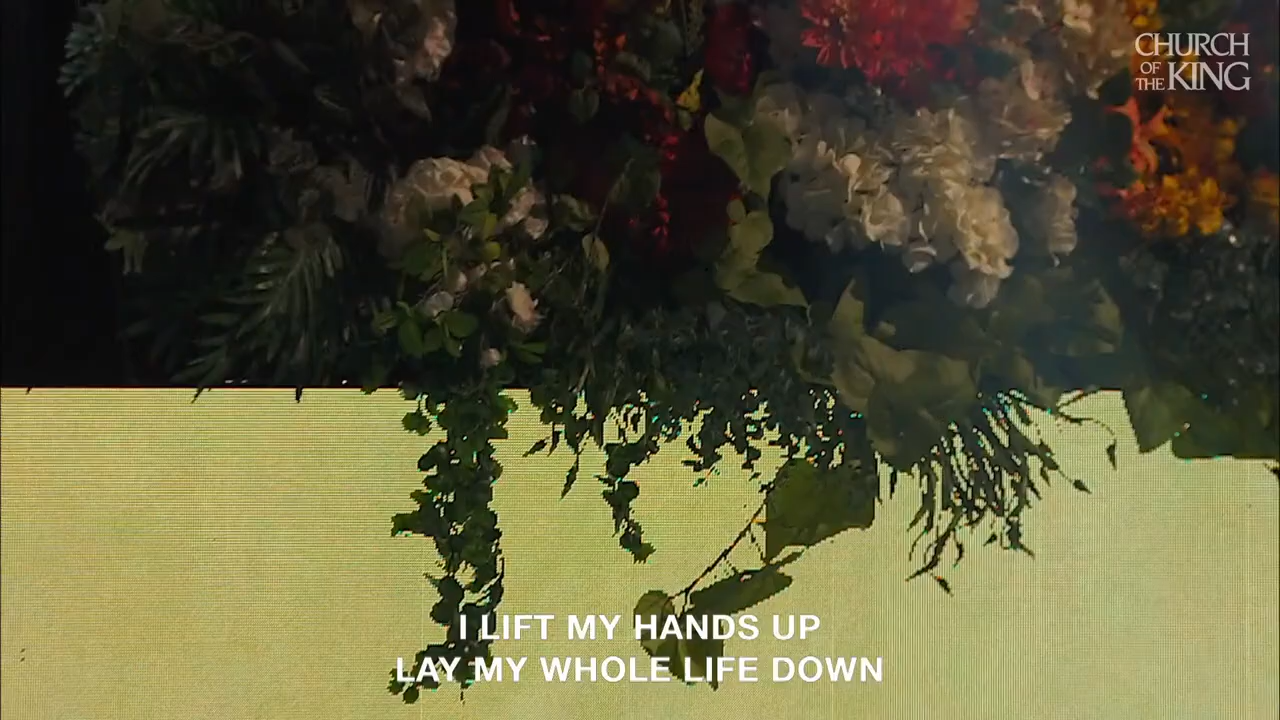 CHURCH
OF
THE KING
I LIFT MY HANDS UP
LAY MY WHOLE LIFE DOWN